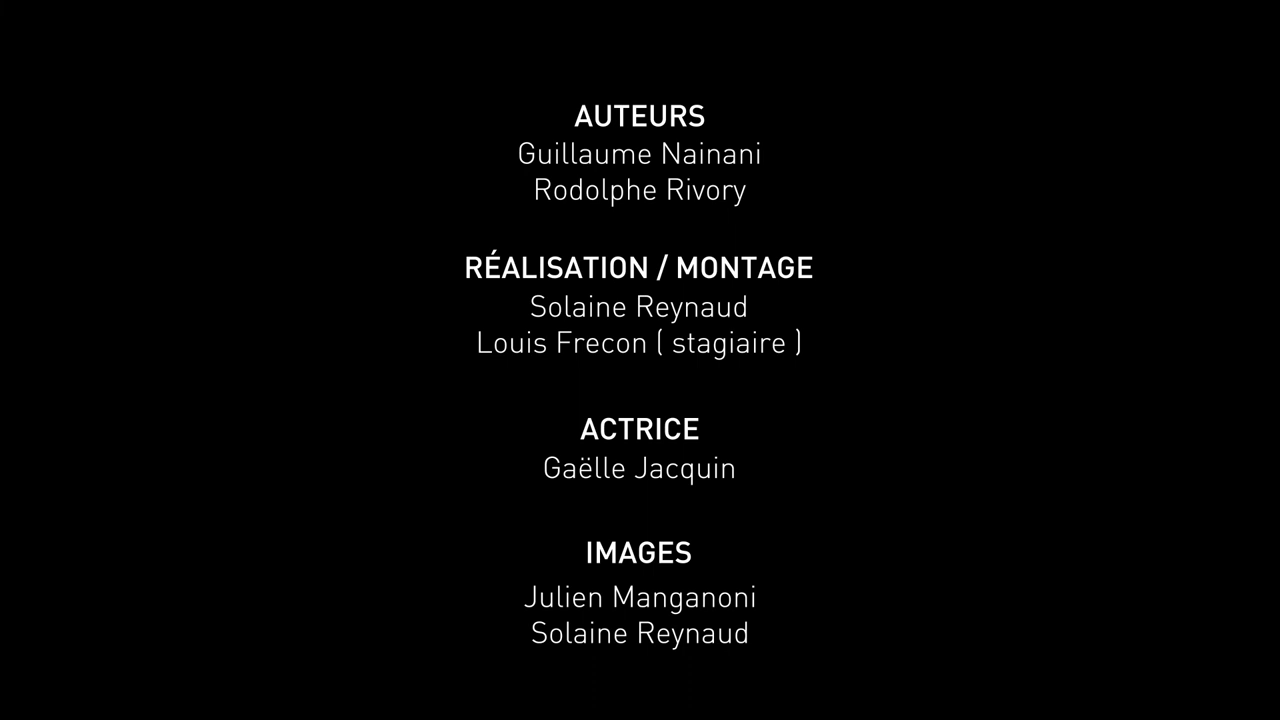 AUTEURS
Guillaume Nainani
Rodolphe Rivory
RÉALISATION / MONTAGE
Solaine Reynaud
Louis Frecon ( stagiaire )
ACTRICE
Gaëlle Jacquin
IMAGES
Julien Manganoni
Solaine Reynaud